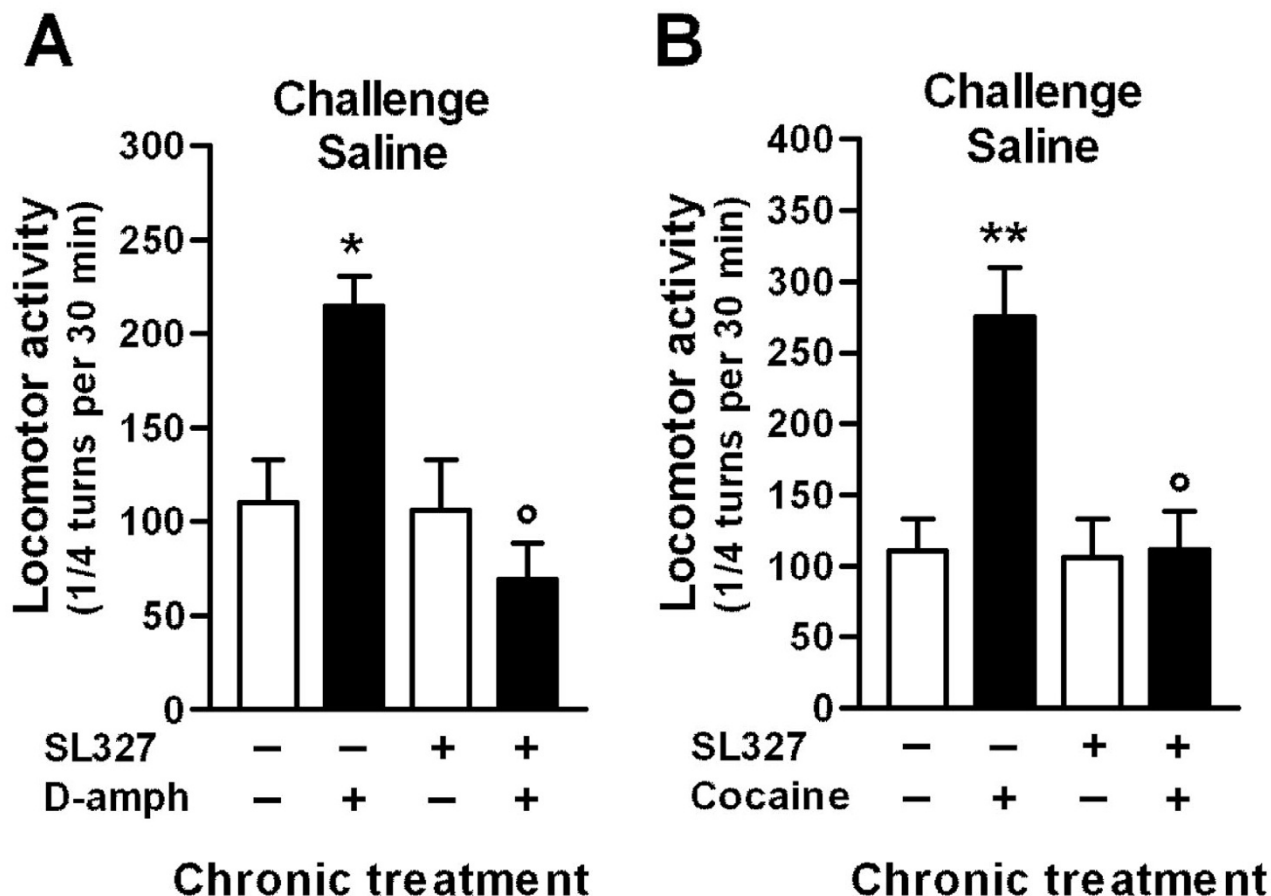 A
Challenge
Saline
Locomotor activity
(1/4 turns per 30 min)
300
250
200
150
100
50
0
*
°
SL327 – – + +
D-amph – + – +
Chronic treatment
B
Challenge
Saline
Locomotor activity
(1/4 turns per 30 min)
400
350
300
250
200
150
100
50
0
**
°
SL327 – – + +
Cocaine – + – +
Chronic treatment